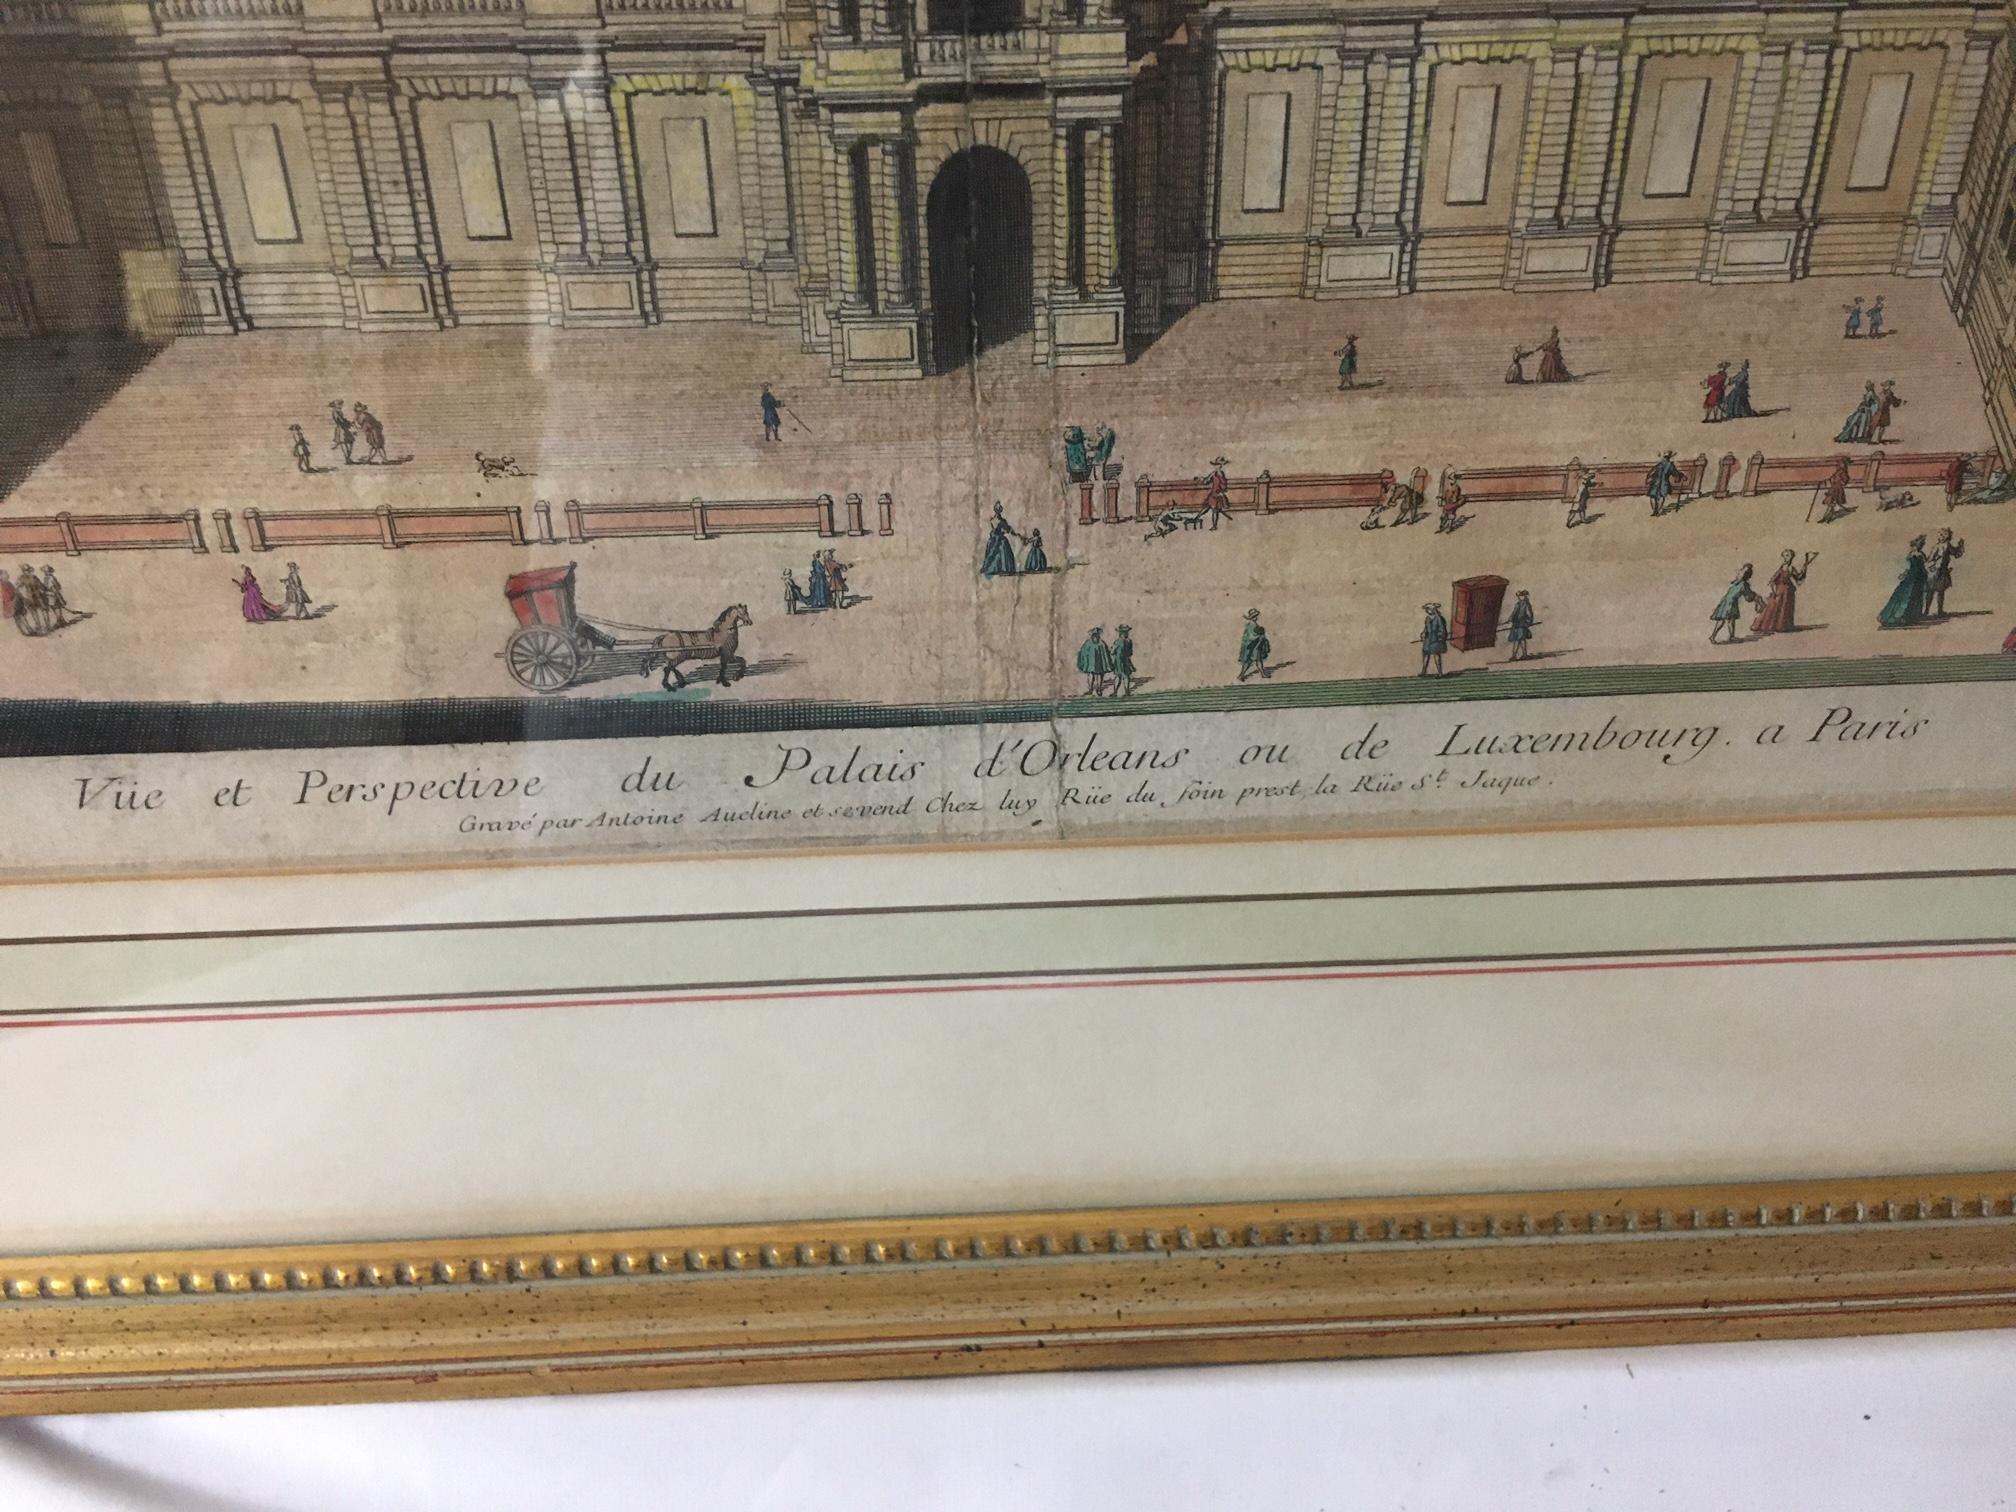 Vüe et Perspective du Palais d'Orleans ou de Luxembourg. a Paris
Gravé par Antoine Aueline et se vend Chez luy Rüe du foin prest, la Rüe St. Jaque.